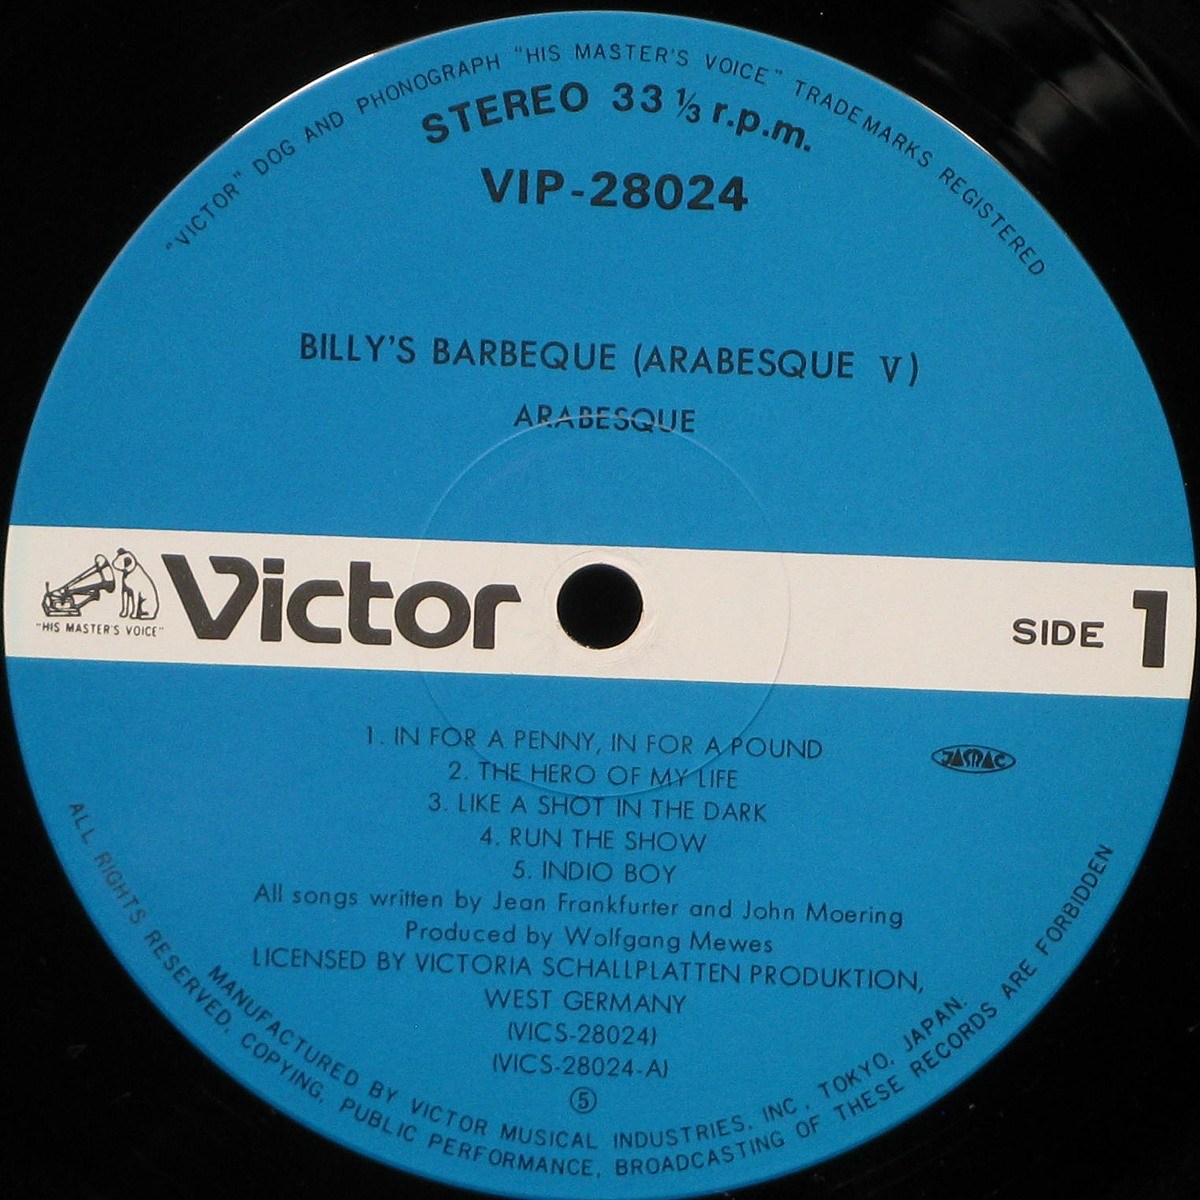 "VICTOR" DOG AND PHONOGRAPH "HIS MASTER'S VOICE" TRADEMARKS REGISTERED
STEREO 33 ⅓ r.p.m.
VIP-28024
BILLY'S BARBEQUE (ARABESQUE V)
ARABESQUE
"HIS MASTER'S VOICE"
Victor
SIDE 1
1. IN FOR A PENNY, IN FOR A POUND
2. THE HERO OF MY LIFE
3. LIKE A SHOT IN THE DARK
4. RUN THE SHOW
5. INDIO BOY
JASRAC
All songs written by Jean Frankfurter and John Moering
Produced by Wolfgang Mewes
LICENSED BY VICTORIA SCHALLPLATTEN PRODUKTION,
WEST GERMANY
(VICS-28024)
(VICS-28024-A)
⑤
MANUFACTURED BY VICTOR MUSICAL INDUSTRIES, INC, TOKYO, JAPAN.
ALL RIGHTS RESERVED. COPYING, PUBLIC PERFORMANCE, BROADCASTING OF THESE RECORDS ARE FORBIDDEN